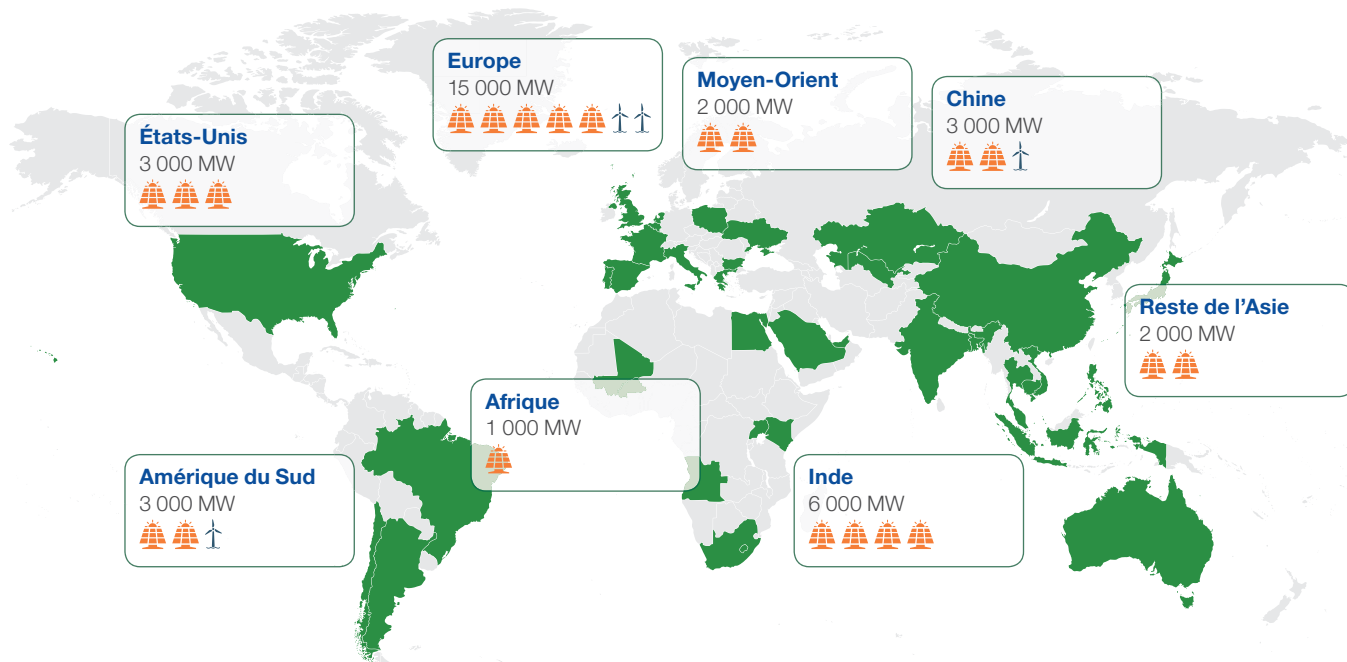 Europe
15 000 MW
Moyen-Orient
2 000 MW
Chine
3 000 MW
États-Unis
3 000 MW
Reste de l’Asie
2 000 MW
Afrique
1 000 MW
Amérique du Sud
3 000 MW
Inde
6 000 MW